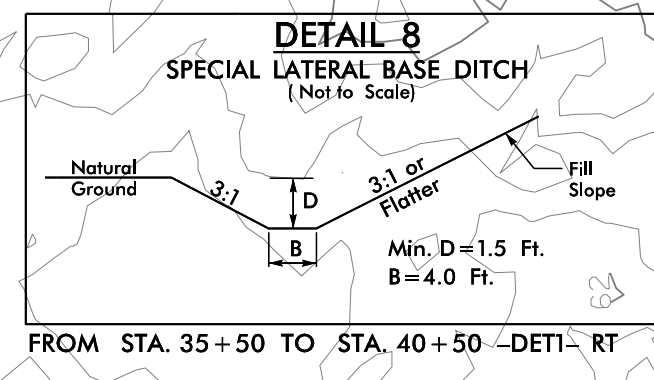 DETAIL 8
SPECIAL LATERAL BASE DITCH
( Not to Scale)
Natural
Ground
3:1
D
3:1 or
Flatter
Fill
Slope
B
Min. D=1.5 Ft.
B=4.0 Ft.
62
FROM STA. 35+50 TO STA. 40+50 -DET1- RT